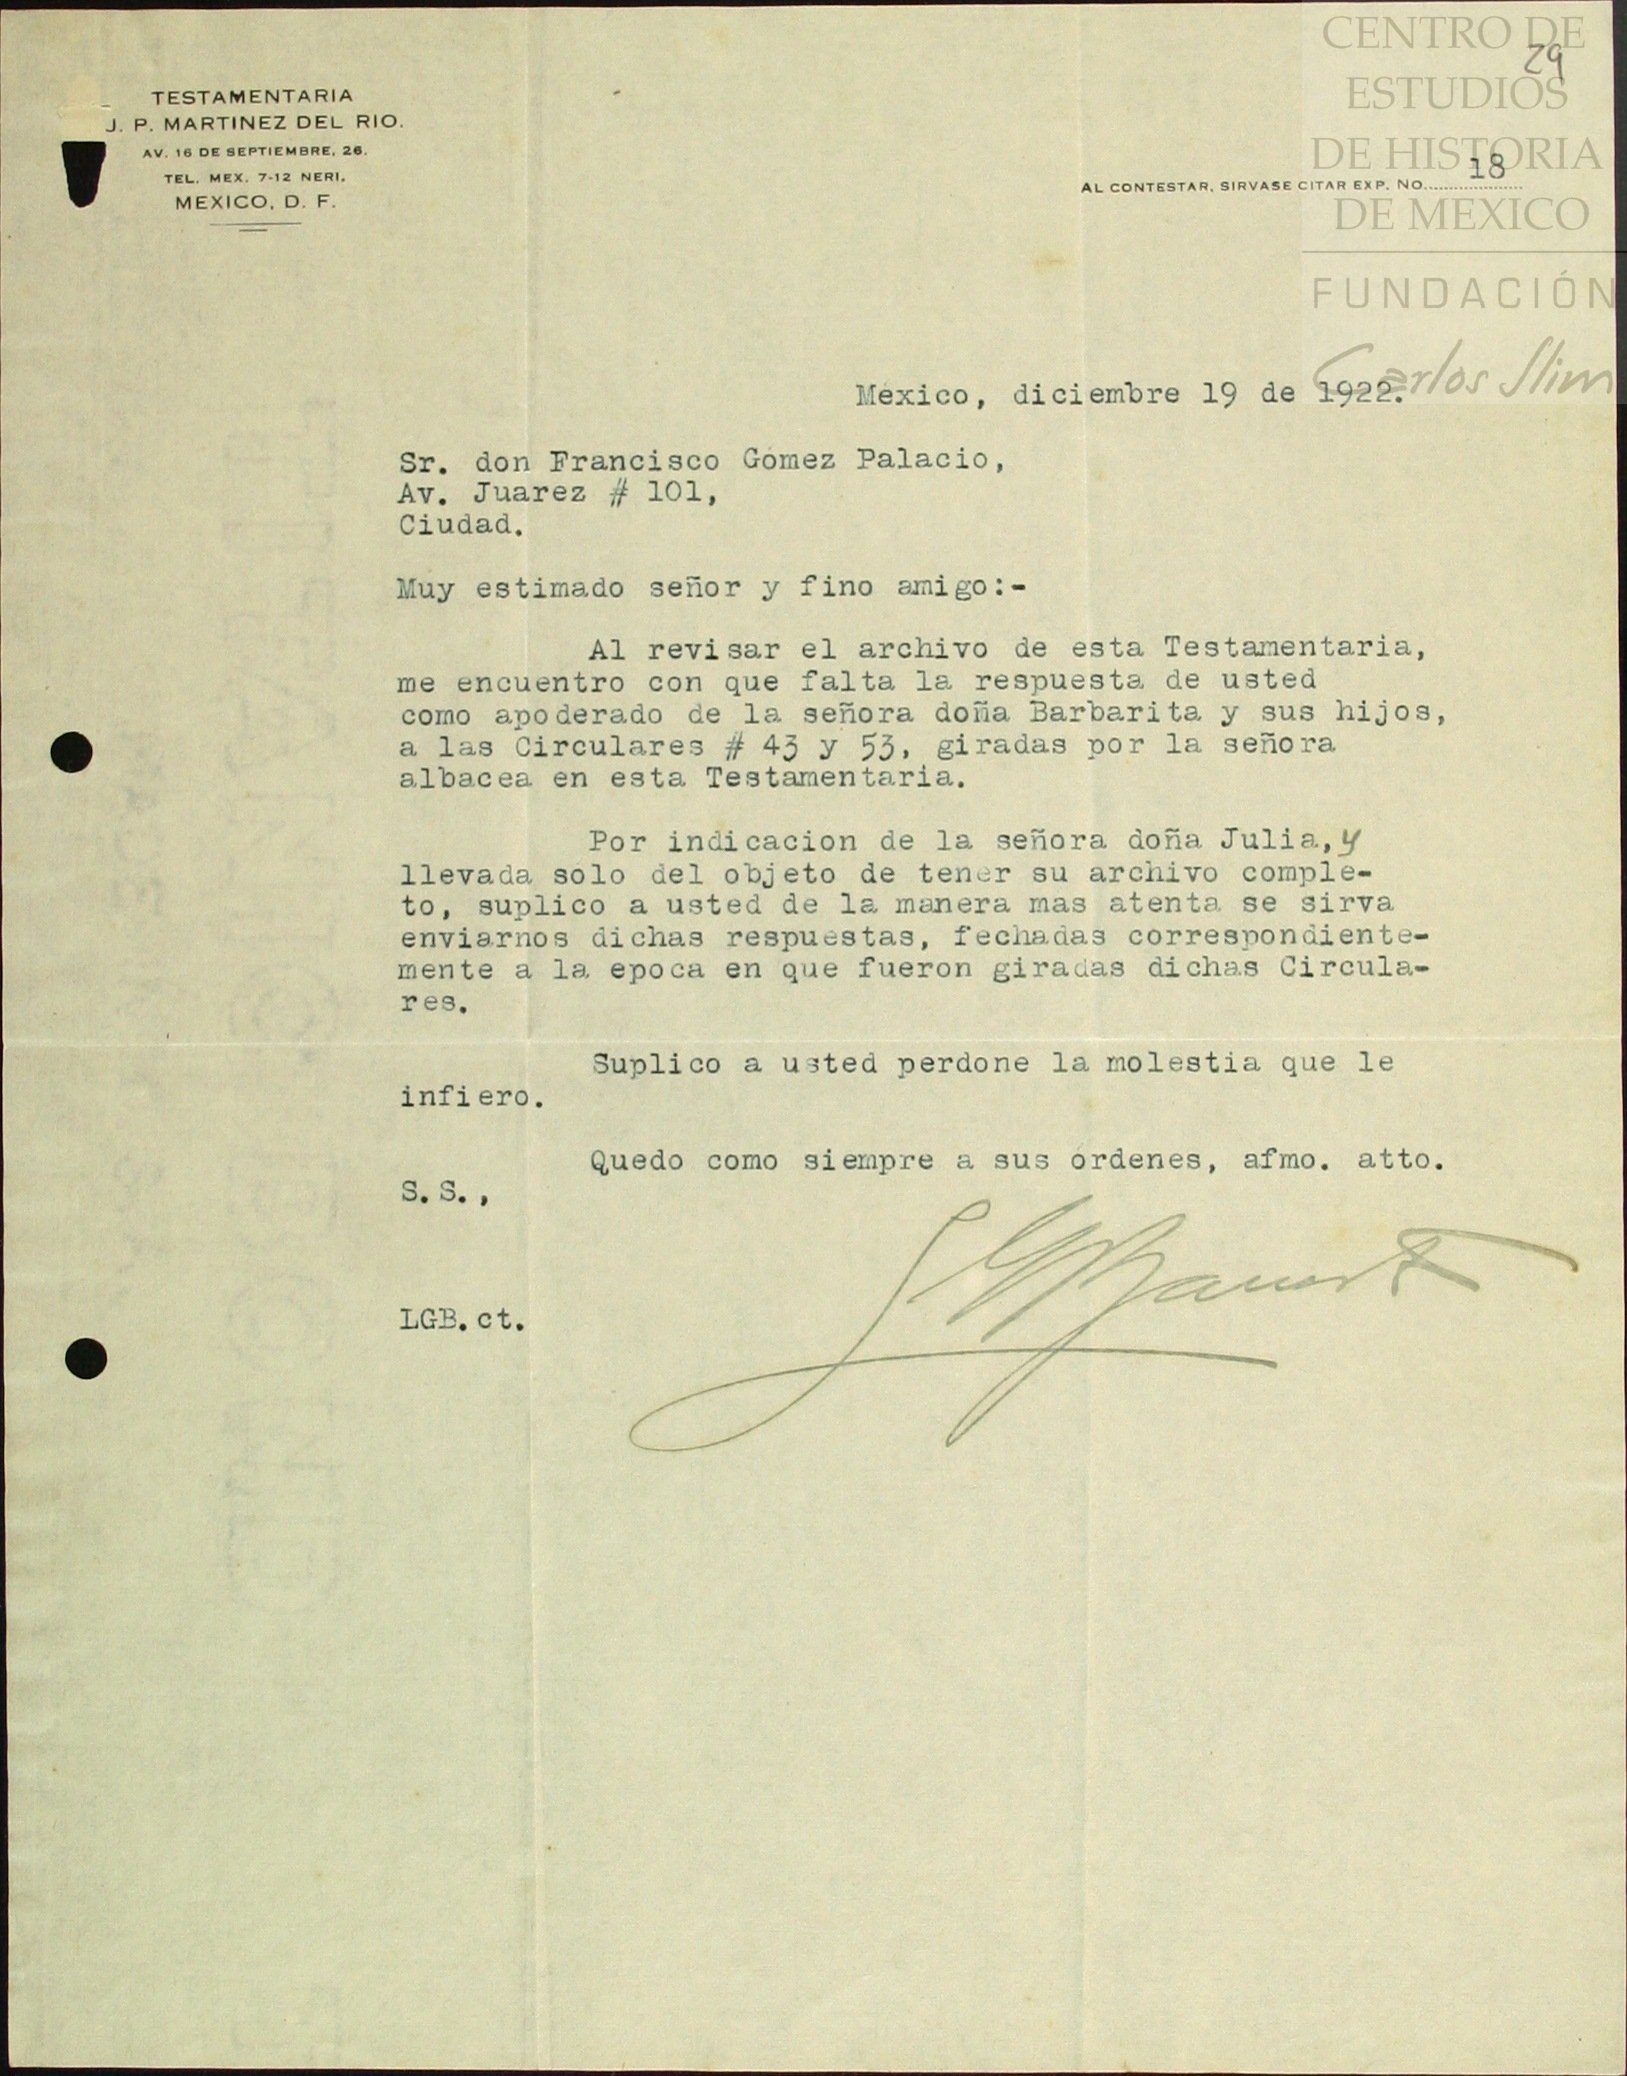 CENTRO DE
ESTUDIOS
DE HISTORIA
DE MEXICO
FUNDACIÓN
Carlos Slim
29
TESTAMENTARIA
J. P. MARTINEZ DEL RIO.
AV. 16 DE SEPTIEMBRE, 26.
TEL. MEX. 7-12 NERI.
MEXICO, D. F.
AL CONTESTAR, SIRVASE CITAR EXP. NO. 18
México, diciembre 19 de 1922.
Sr. don Francisco Gómez Palacio,
Av. Juarez # 101,
Ciudad.
Muy estimado señor y fino amigo:-
Al revisar el archivo de esta Testamentaria,
me encuentro con que falta la respuesta de usted
como apoderado de la señora doña Barbarita y sus hijos,
a las Circulares # 43 y 53, giradas por la señora
albacea en esta Testamentaria.
Por indicacion de la señora doña Julia, y
llevada sólo del objeto de tener su archivo comple-
to, suplico a usted de la manera mas atenta se sirva
enviarnos dichas respuestas, fechadas correspondiente-
mente a la epoca en que fueron giradas dichas Circula-
res.
Suplico a usted perdone la molestia que le
infiero.
Quedo como siempre a sus órdenes, afmo. atto.
S.S.,
LGB.ct.